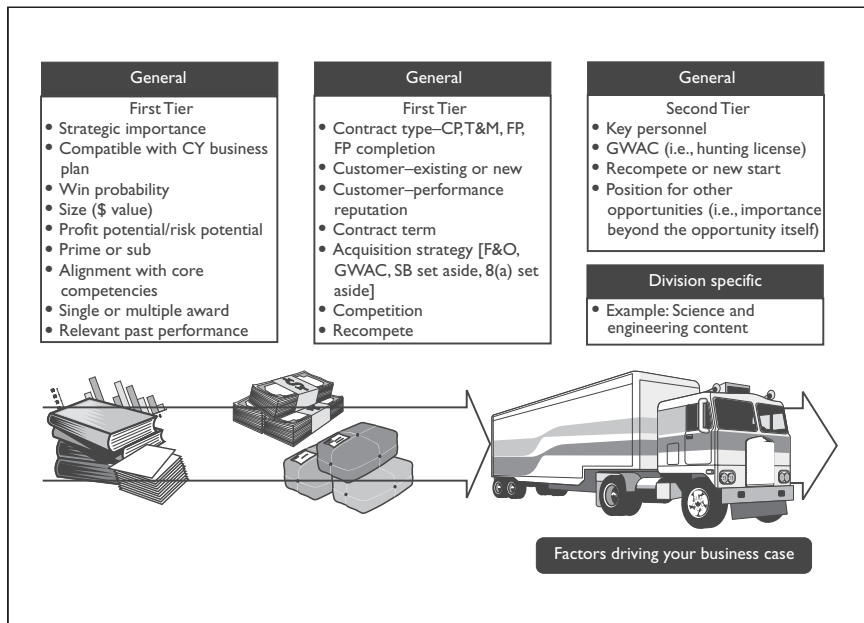 General
First Tier
• Strategic importance
• Compatible with CY business
plan
• Win probability
• Size ($ value)
• Profit potential/risk potential
• Prime or sub
• Alignment with core
competencies
• Single or multiple award
• Relevant past performance
General
First Tier
• Contract type–CP, T&M, FP,
FP completion
• Customer–existing or new
• Customer–performance
reputation
• Contract term
• Acquisition strategy [F&O,
GWAC, SB set aside, 8(a) set
aside]
• Competition
• Recompete
General
Second Tier
• Key personnel
• GWAC (i.e., hunting license)
• Recompete or new start
• Position for other
opportunities (i.e., importance
beyond the opportunity itself)
Division specific
• Example: Science and
engineering content
Factors driving your business case